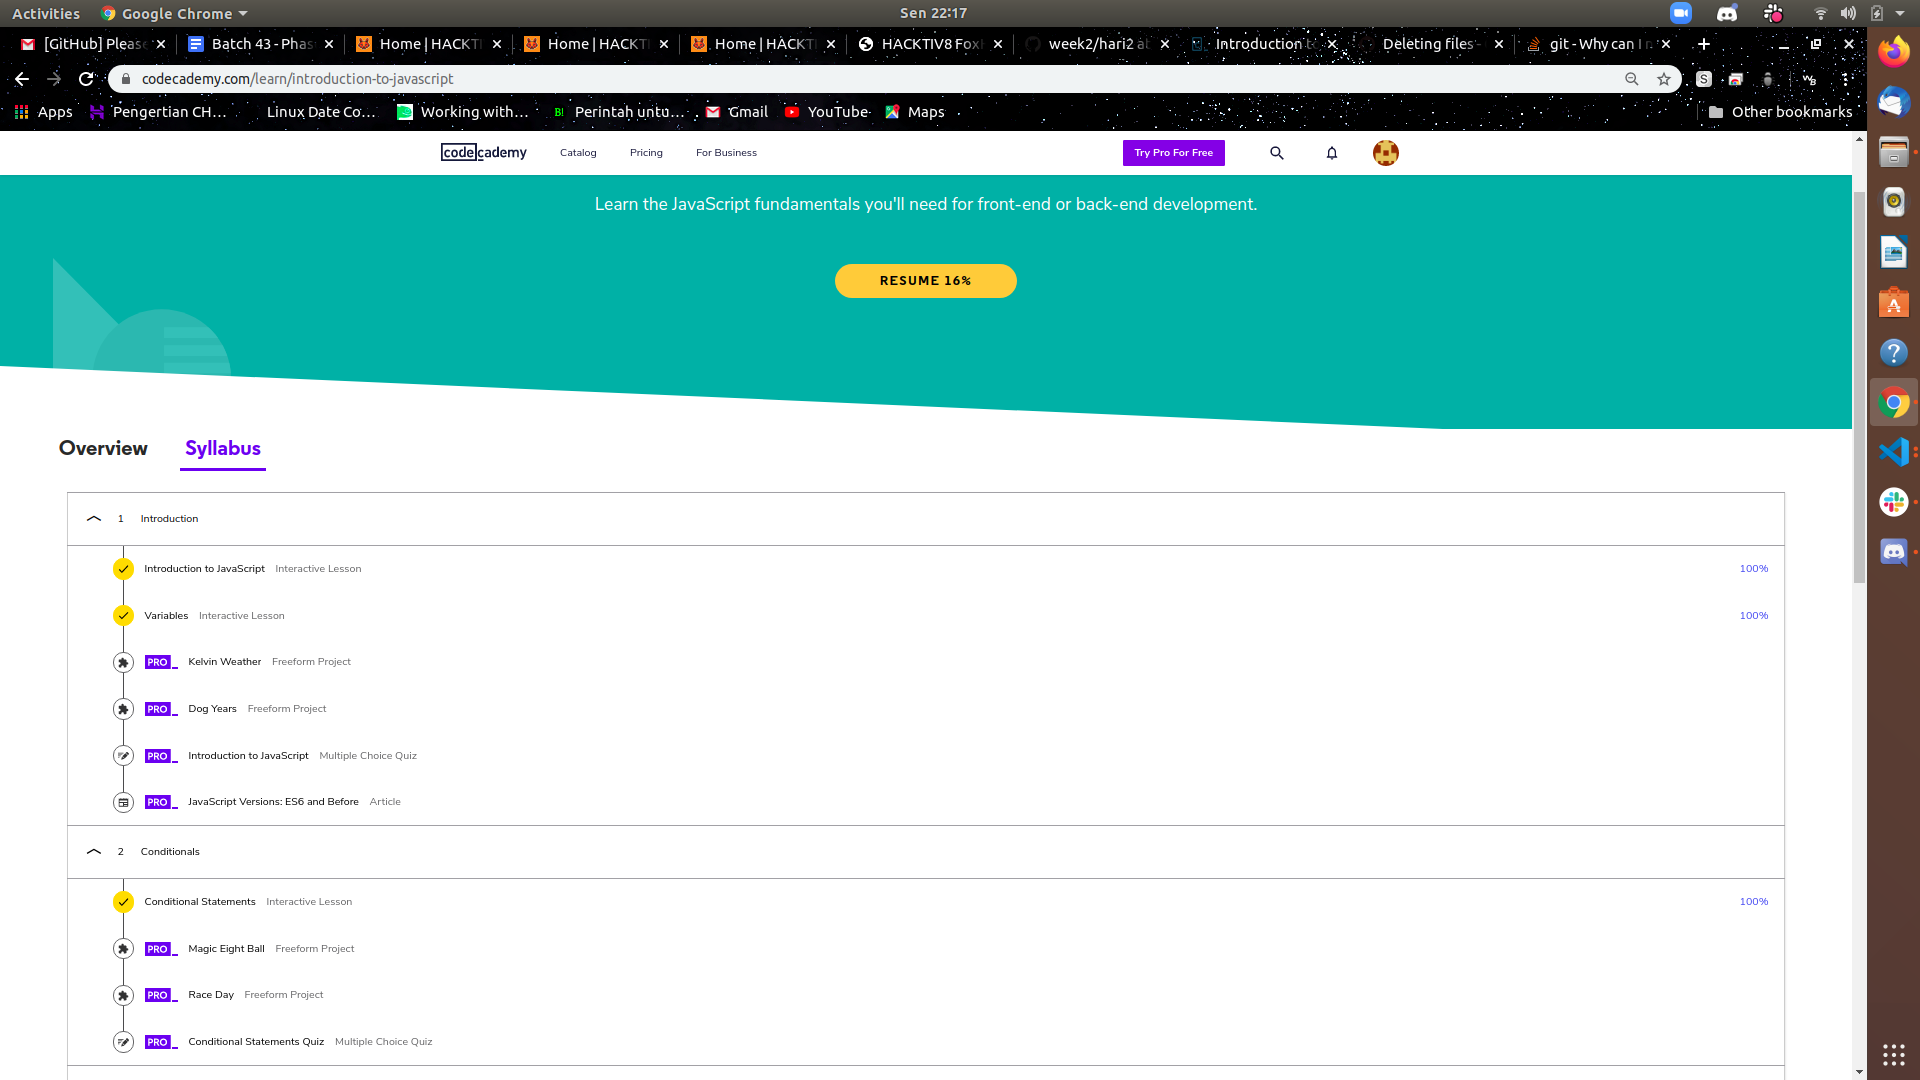 Activities Google Chrome Sen 22:17
[GitHub] Please Batch 43 - Phas Home | HACKTI Home | HACKTI Home | HACKTI HACKTIV8 Fox week2/hari2 at Introduction to Deleting files git - Why can I
codecademy.com/learn/introduction-to-javascript
Apps Pengertian CH... Linux Date Co... Working with... B! Perintah untu... Gmail YouTube Maps Other bookmarks
codecademy Catalog Pricing For Business Try Pro For Free
Learn the JavaScript fundamentals you'll need for front-end or back-end development.
RESUME 16%
Overview Syllabus
1 Introduction
Introduction to JavaScript Interactive Lesson 100%
Variables Interactive Lesson 100%
PRO Kelvin Weather Freeform Project
PRO Dog Years Freeform Project
PRO Introduction to JavaScript Multiple Choice Quiz
PRO JavaScript Versions: ES6 and Before Article
2 Conditionals
Conditional Statements Interactive Lesson 100%
PRO Magic Eight Ball Freeform Project
PRO Race Day Freeform Project
PRO Conditional Statements Quiz Multiple Choice Quiz